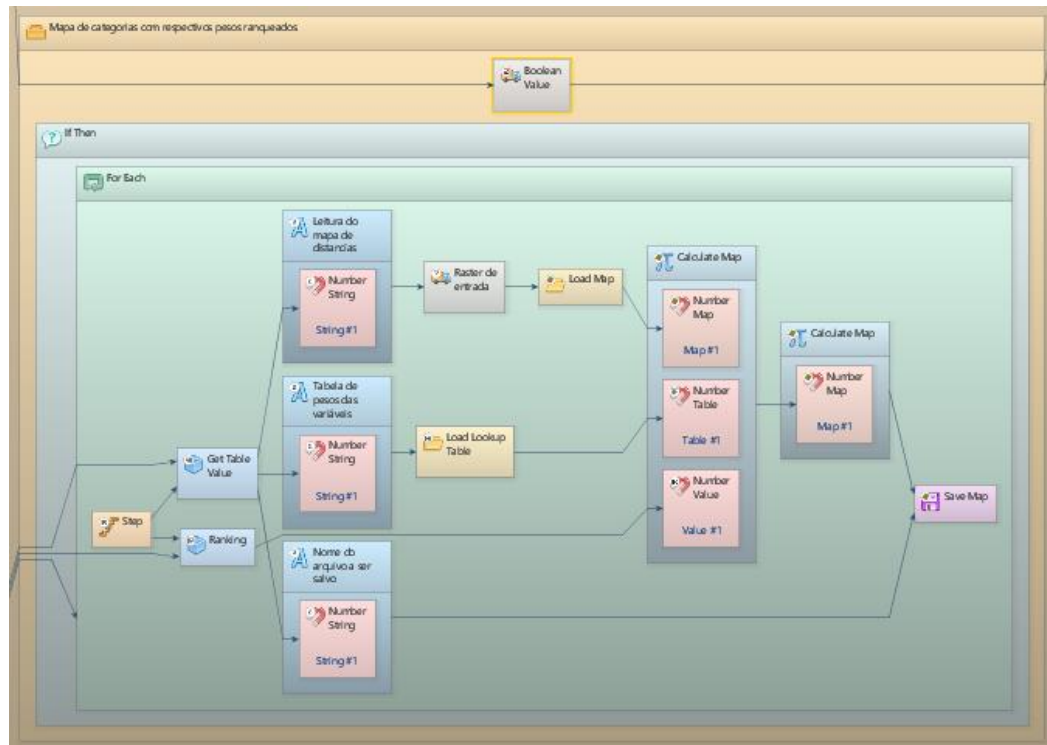 Mapa de categorias com respectivos pesos ranqueados
Boolean
Value
If Then
For Each
Leitura do
mapa de
distancias
Number
String
String #1
Raster de
entrada
Load Map
Calculate Map
Number
Map
Map #1
Calculate Map
Number
Map
Map #1
Tabela de
pesos das
variáveis
Number
String
String #1
Load Lookup
Table
Number
Table
Table #1
Get Table
Value
Number
Value
Value #1
Step
Ranking
Save Map
Nome do
arquivo a ser
salvo
Number
String
String #1